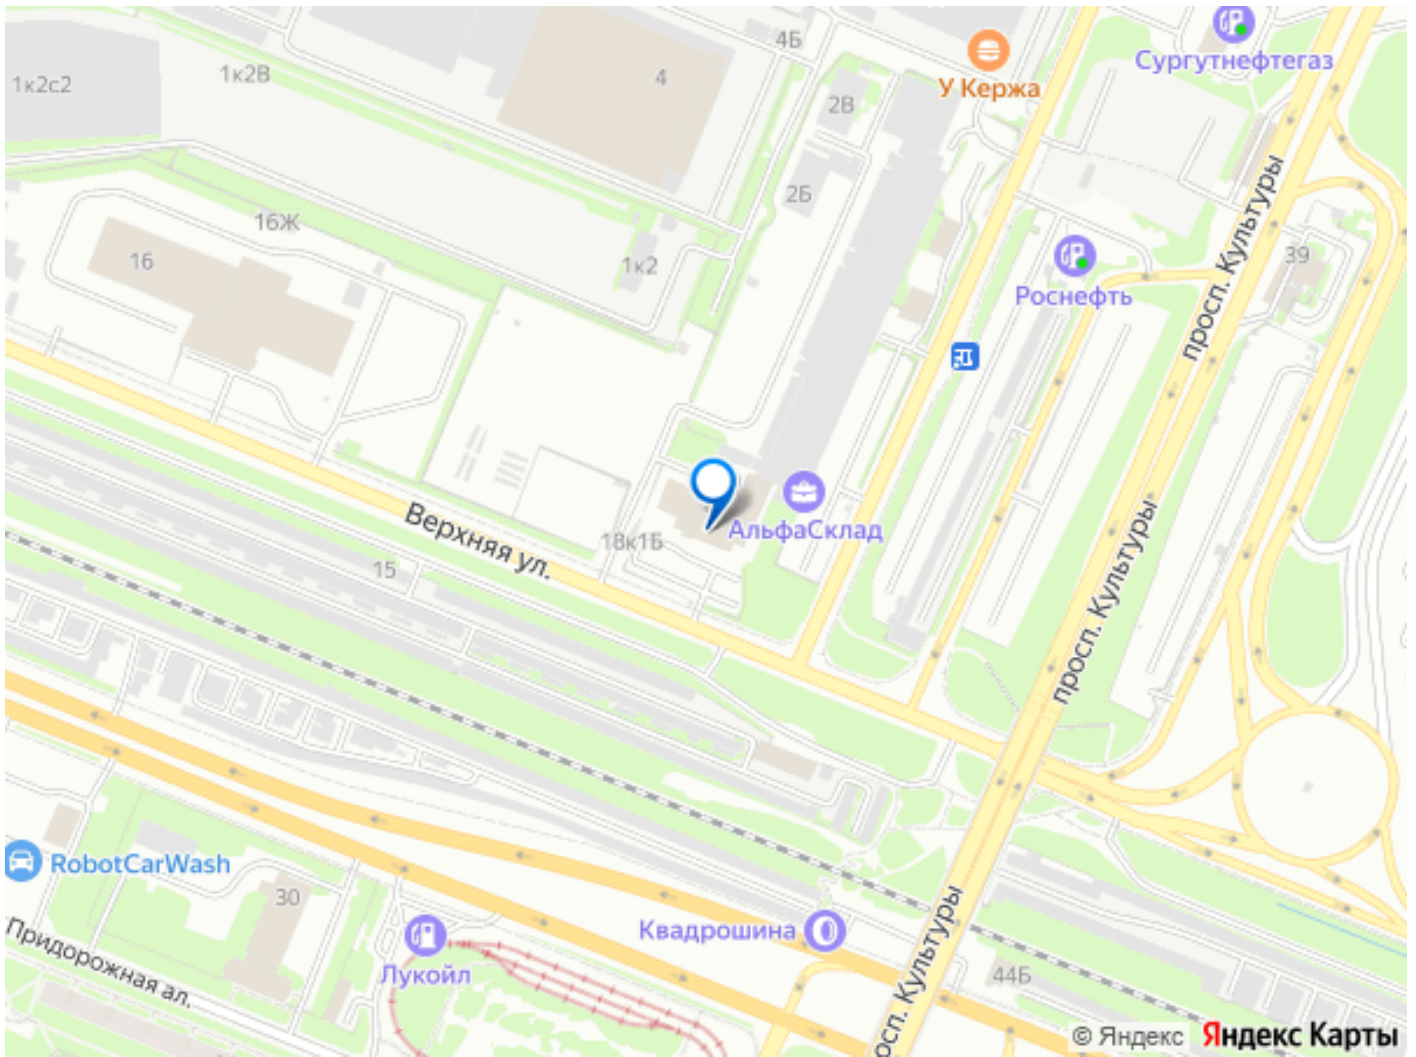 4Б
1к2В
4
1к2с2
У Кержа
Сургутнефтегаз
2В
2Б
просп. Культуры
16Ж
16
1к2
39
Роснефть
Верхняя ул.
18к1Б
АльфаСклад
15
просп. Культуры
RobotCarWash
30
Придорожная ал.
Лукойл
Квадрошина
просп. Культуры
44Б
© Яндекс Яндекс Карты